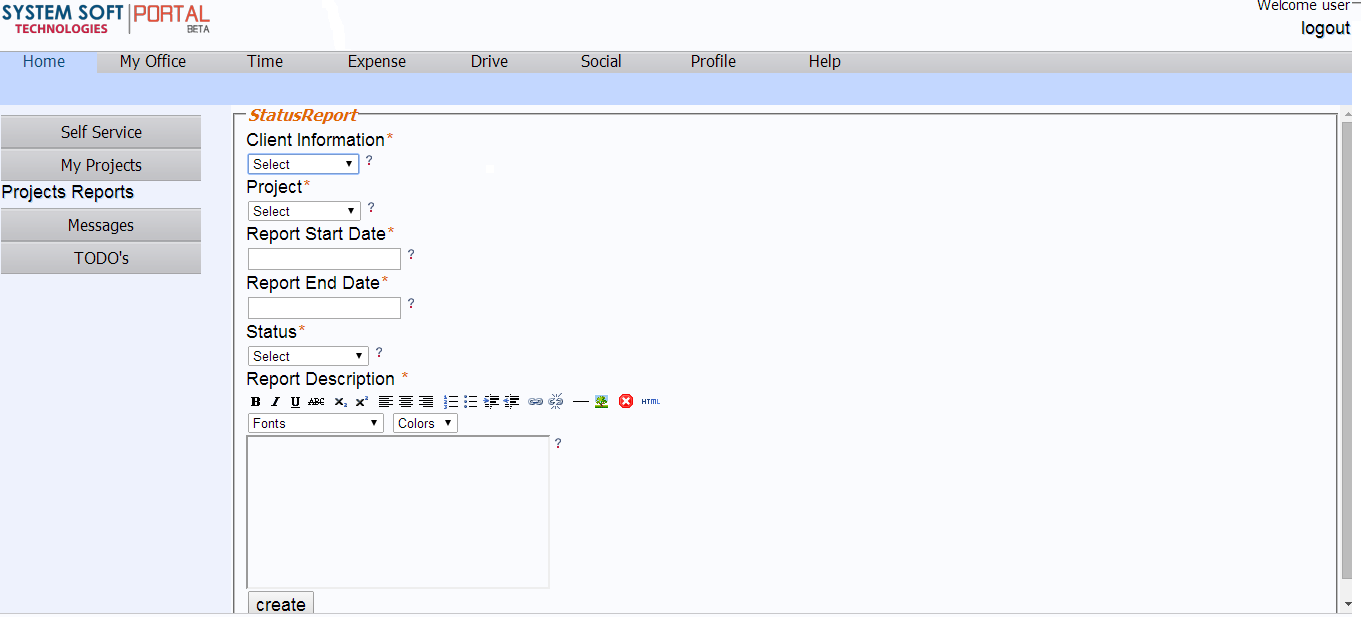 SYSTEM SOFT PORTAL
TECHNOLOGIES BETA
Welcome user
logout
Home My Office Time Expense Drive Social Profile Help
Self Service
My Projects
Projects Reports
Messages
TODO's
StatusReport
Client Information*
Select ?
Project*
Select ?
Report Start Date*
?
Report End Date*
?
Status*
Select ?
Report Description *
B I U ABC X₂ X² HTML
Fonts Colors
?
create